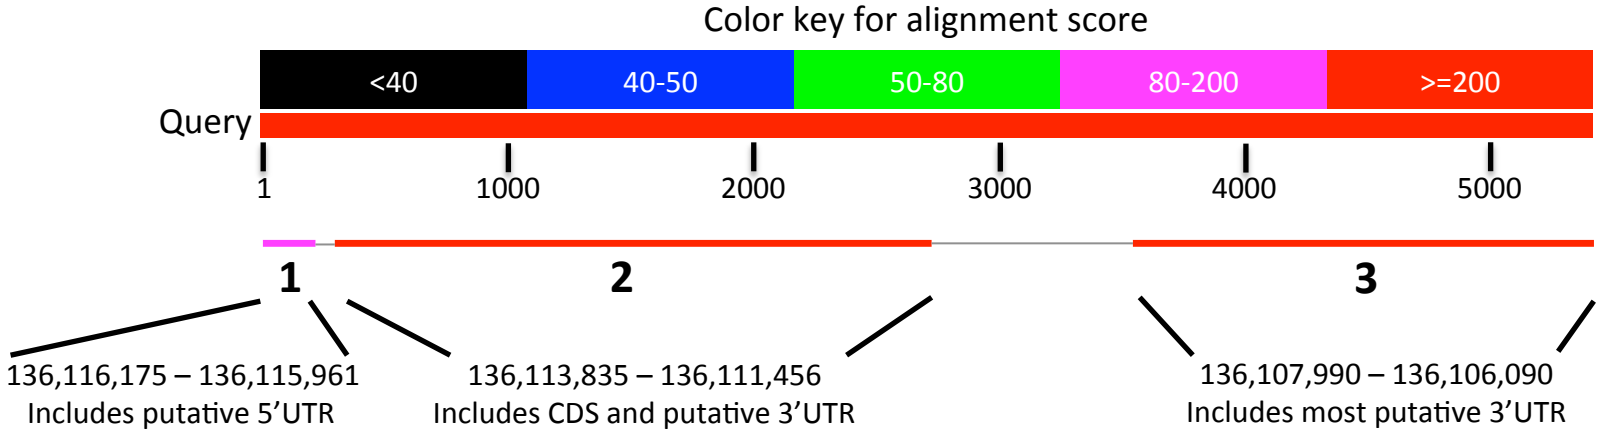 Color key for alignment score
<40 40-50 50-80 80-200 >=200
Query
1 1000 2000 3000 4000 5000
1 2 3
136,116,175 – 136,115,961 136,113,835 – 136,111,456 136,107,990 – 136,106,090
Includes putative 5’UTR Includes CDS and putative 3’UTR Includes most putative 3’UTR